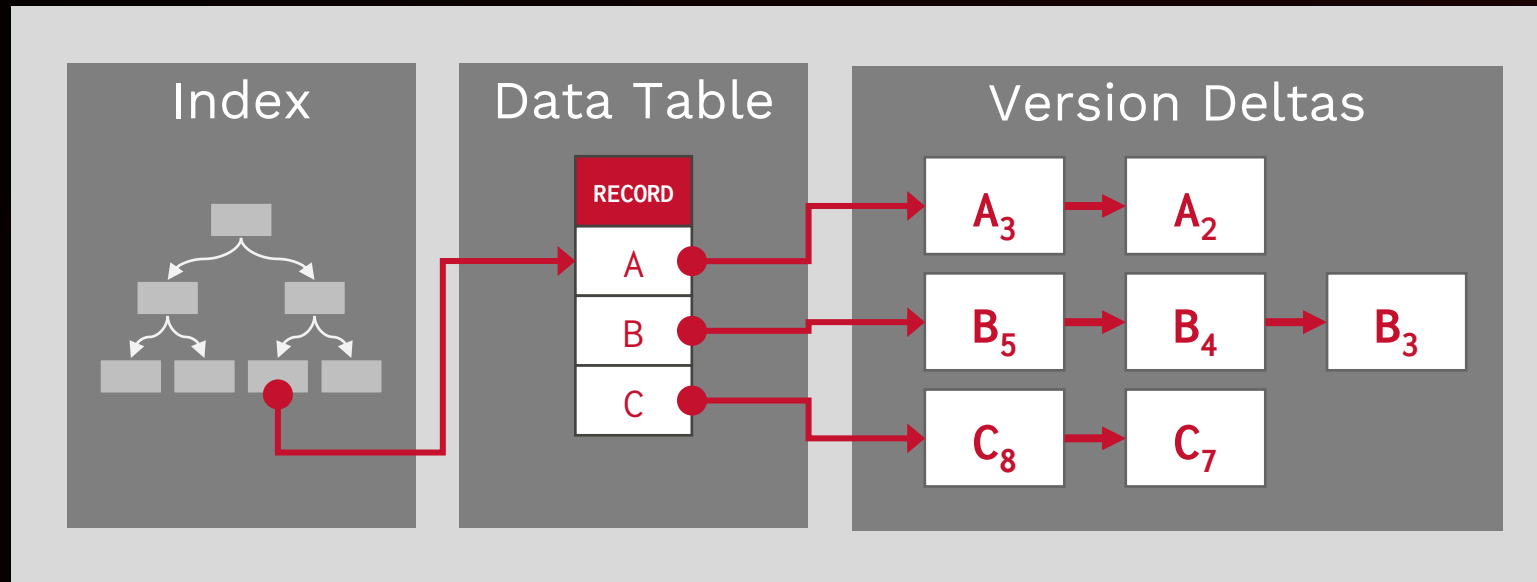 Index
Data Table
Version Deltas
RECORD
A
B
C
A₃
A₂
B₅
B₄
B₃
C₈
C₇